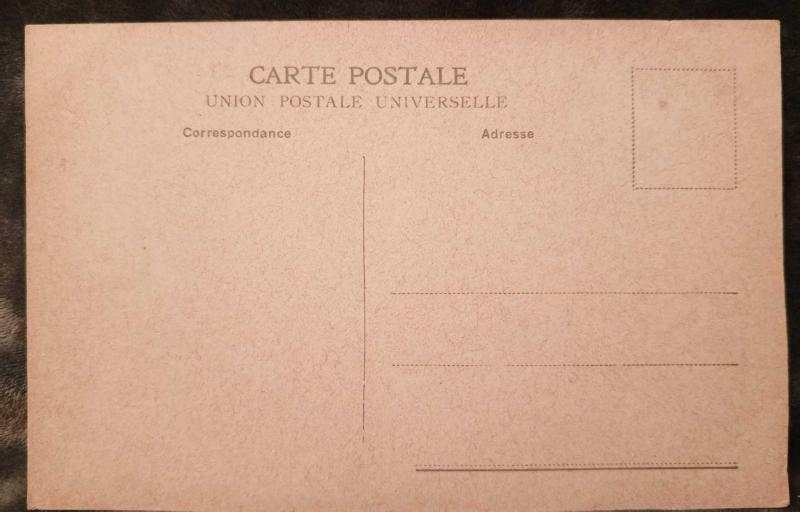 CARTE POSTALE
UNION POSTALE UNIVERSELLE
Correspondance
Adresse